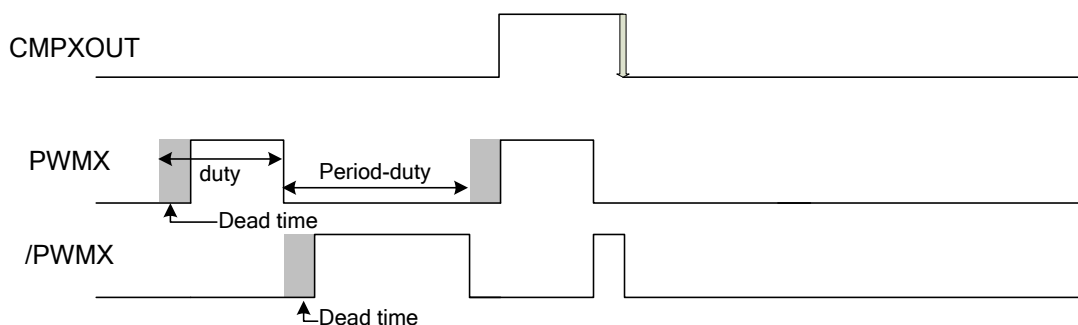 CMPXOUT
PWMX
duty
Period-duty
Dead time
/PWMX
Dead time